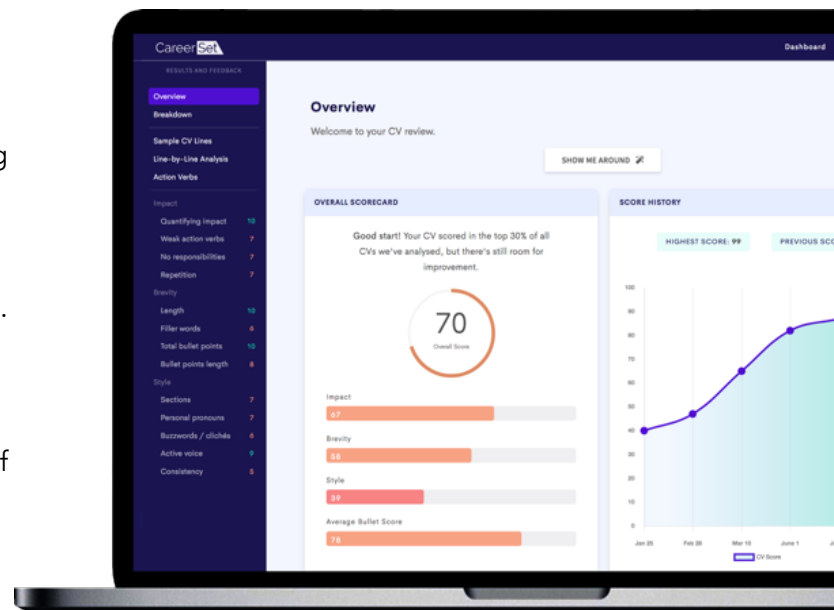 g
.
f
CareerSet
Dashboard
RESULTS AND FEEDBACK
Overview
Breakdown
Sample CV Lines
Line-by-Line Analysis
Action Verbs
Impact
Quantifying impact 10
Weak action verbs 7
No responsibilities 7
Repetition 7
Brevity
Length 10
Filler words 6
Total bullet points 10
Bullet points length 8
Style
Sections 7
Personal pronouns 7
Buzzwords / clichés 6
Active voice 9
Consistency 5
Overview
Welcome to your CV review.
SHOW ME AROUND
OVERALL SCORECARD
Good start! Your CV scored in the top 30% of all
CVs we've analysed, but there's still room for
improvement.
70
Overall Score
Impact
67
Brevity
58
Style
39
Average Bullet Score
78
SCORE HISTORY
HIGHEST SCORE: 99
PREVIOUS SCO
100
90
80
70
60
50
40
30
20
10
0
Jan 25 Feb 28 Mar 10 June 1 J
CV Score